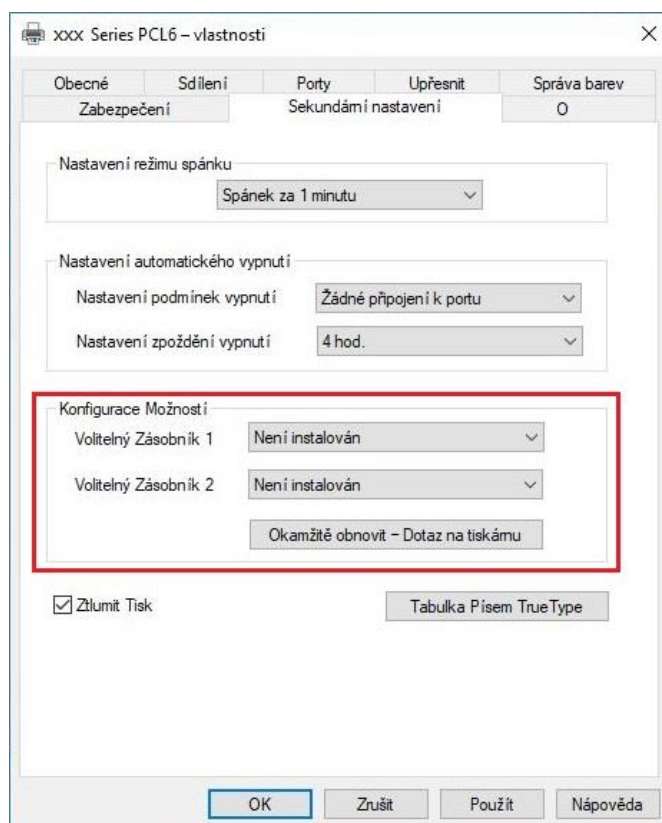 xxx Series PCL6 – vlastnosti
Obecné Sdílení Porty Upřesnit Správa barev
Zabezpečení Sekundární nastavení O
Nastavení režimu spánku
Spánek za 1 minutu
Nastavení automatického vypnutí
Nastavení podmínek vypnutí Žádné připojení k portu
Nastavení zpoždění vypnutí 4 hod.
Konfigurace Možností
Volitelný Zásobník 1 Není instalován
Volitelný Zásobník 2 Není instalován
Okamžitě obnovit – Dotaz na tiskárnu
Ztlumit Tisk Tabulka Písem TrueType
OK Zrušit Použít Nápověda